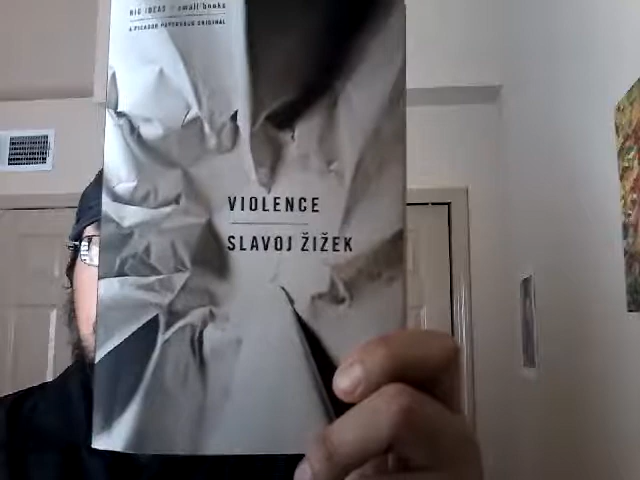 BIG IDEAS // small books
A PICADOR PAPERBACK ORIGINAL
VIOLENCE
SLAVOJ ŽIŽEK